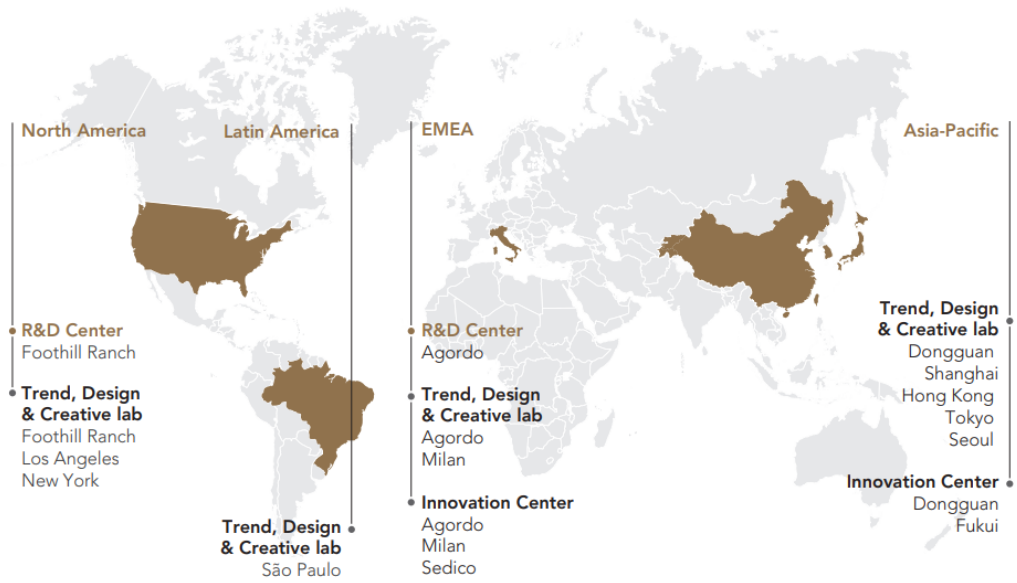 North America
R&D Center
Foothill Ranch
Trend, Design
& Creative lab
Foothill Ranch
Los Angeles
New York
Latin America
Trend, Design
& Creative lab
São Paulo
EMEA
R&D Center
Agordo
Trend, Design
& Creative lab
Agordo
Milan
Innovation Center
Agordo
Milan
Sedico
Asia-Pacific
Trend, Design
& Creative lab
Dongguan
Shanghai
Hong Kong
Tokyo
Seoul
Innovation Center
Dongguan
Fukui